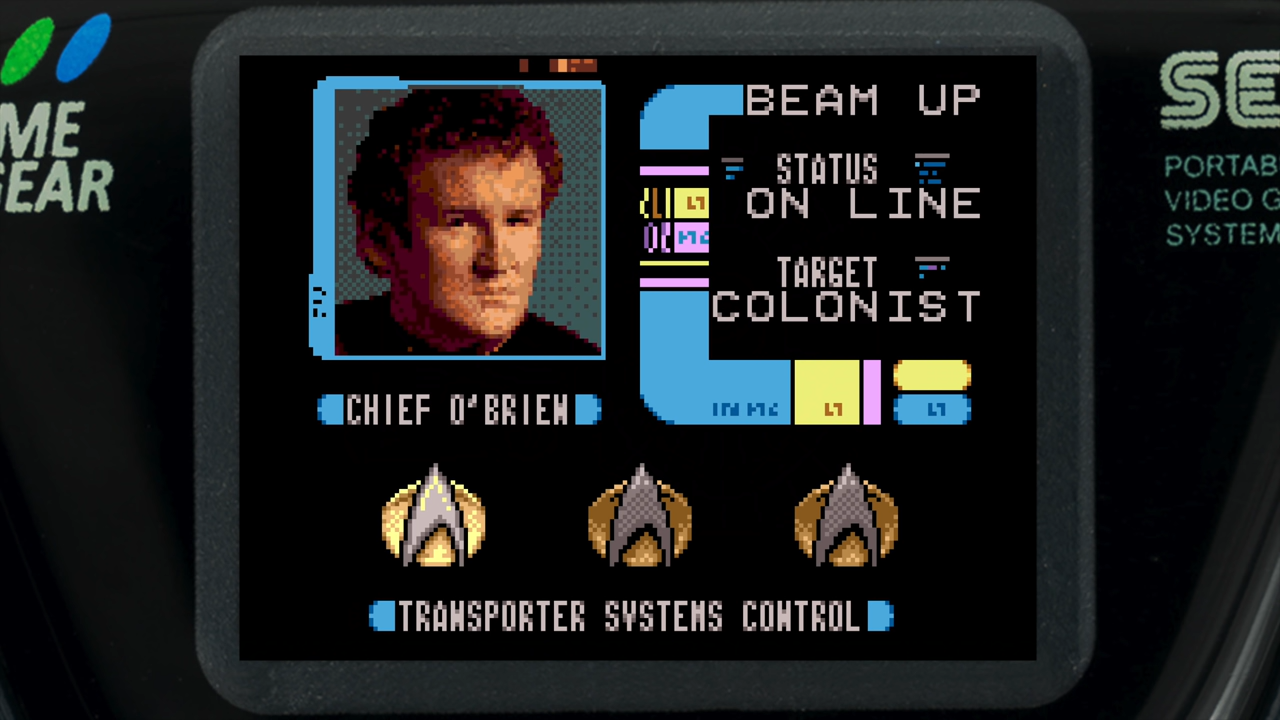 ME
GEAR
SE
PORTAB
VIDEO G
SYSTEM
BEAM UP
STATUS
ON LINE
TARGET
COLONIST
CHIEF O'BRIEN
TRANSPORTER SYSTEMS CONTROL